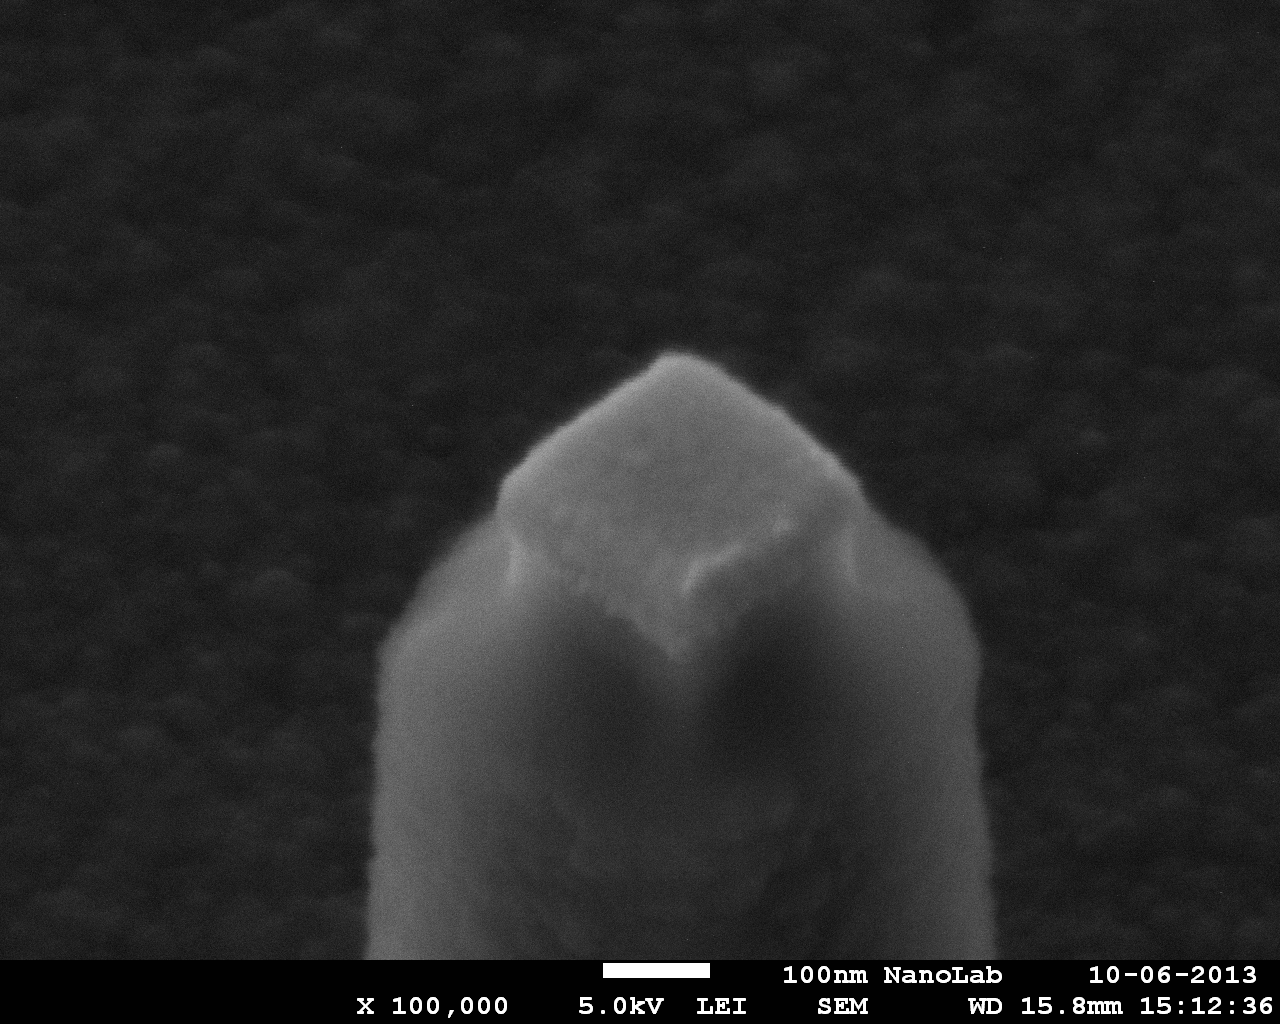 100nm NanoLab 10-06-2013
X 100,000 5.0kV LEI SEM WD 15.8mm 15:12:36